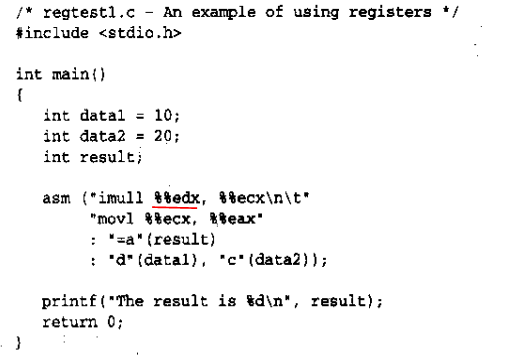 /* regtest1.c - An example of using registers */
#include <stdio.h>
int main()
{
int data1 = 10;
int data2 = 20;
int result;
asm ("imull %%edx, %%ecx\n\t"
"movl %%ecx, %%eax"
: "=a"(result)
: "d"(data1), "c"(data2));
printf("The result is %d\n", result);
return 0;
}